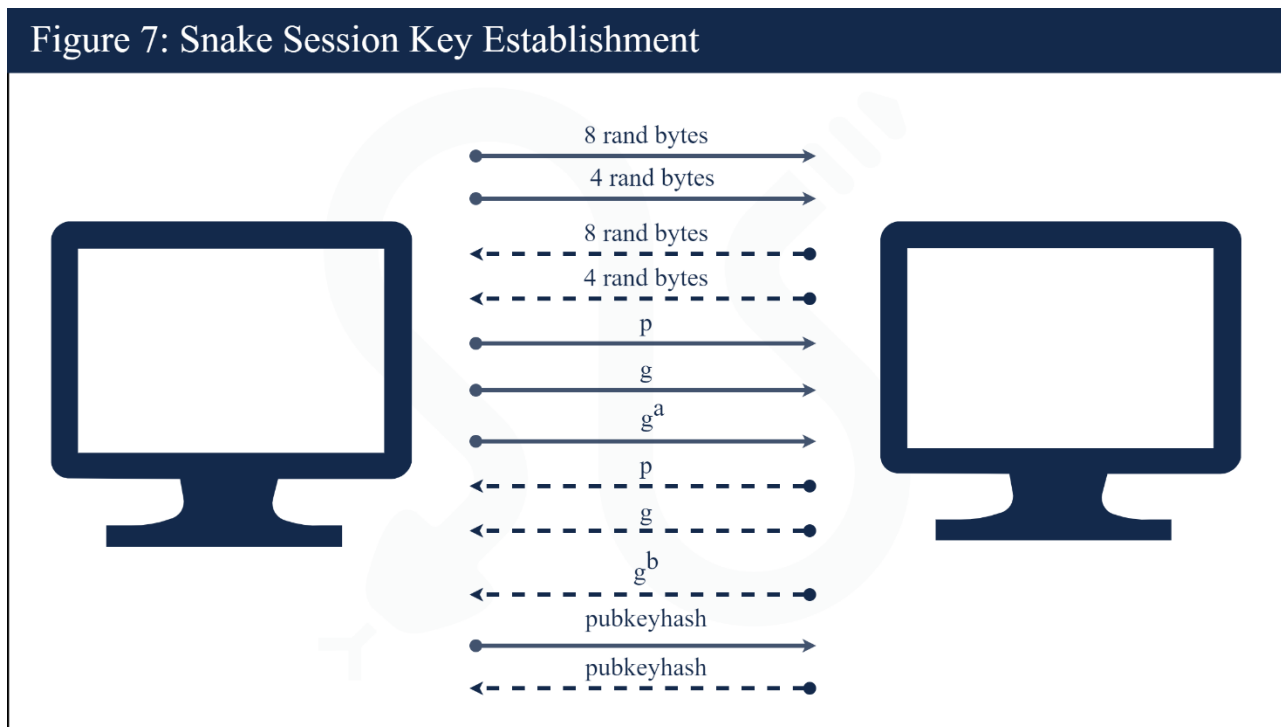 Figure 7: Snake Session Key Establishment
8 rand bytes
4 rand bytes
8 rand bytes
4 rand bytes
p
g
g^a
p
g
g^b
pubkeyhash
pubkeyhash